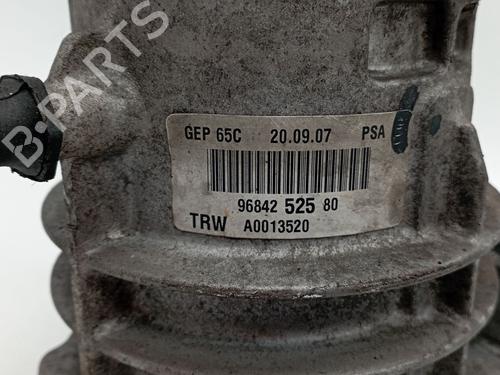 B-PARTS
GEP 65C 20.09.07 PSA
96842 525 80
TRW A0013520